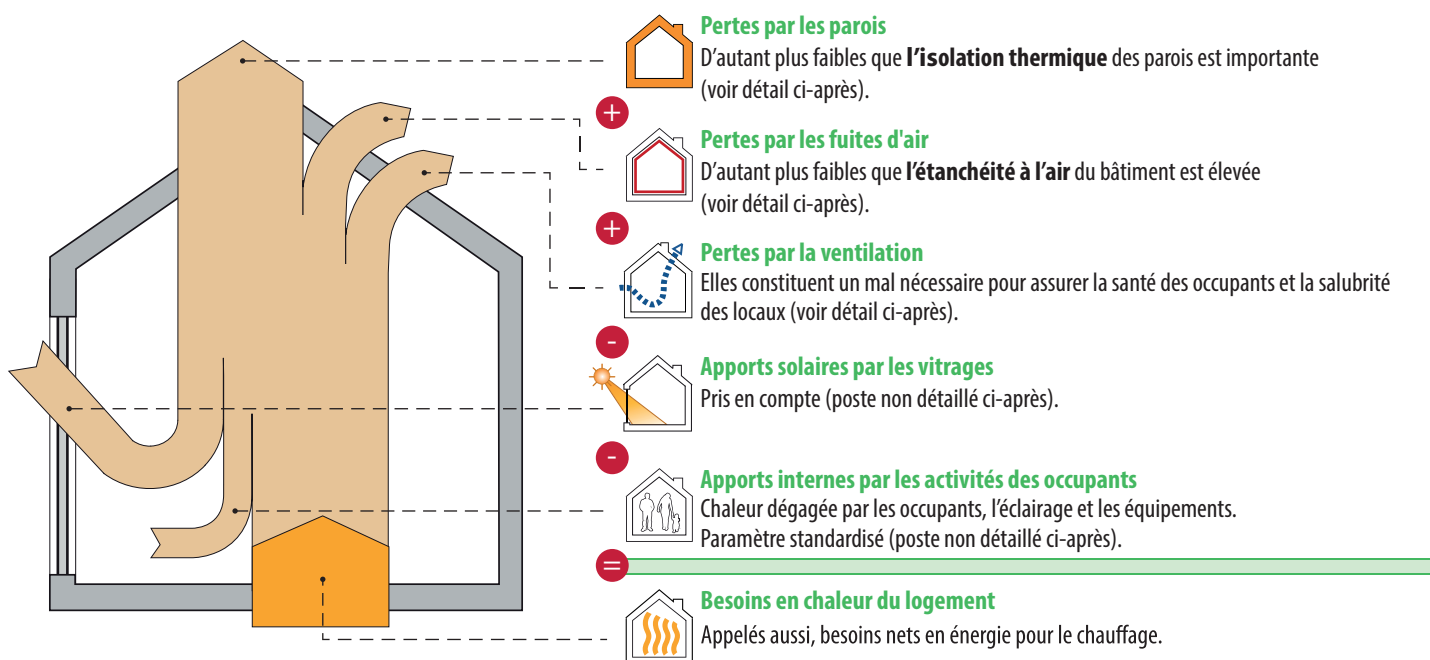 Pertes par les parois
D'autant plus faibles que l'isolation thermique des parois est importante
(voir détail ci-après).
+
Pertes par les fuites d'air
D'autant plus faibles que l'étanchéité à l'air du bâtiment est élevée
(voir détail ci-après).
+
Pertes par la ventilation
Elles constituent un mal nécessaire pour assurer la santé des occupants et la salubrité
des locaux (voir détail ci-après).
-
Apports solaires par les vitrages
Pris en compte (poste non détaillé ci-après).
-
Apports internes par les activités des occupants
Chaleur dégagée par les occupants, l'éclairage et les équipements.
Paramètre standardisé (poste non détaillé ci-après).
=
Besoins en chaleur du logement
Appelés aussi, besoins nets en énergie pour le chauffage.